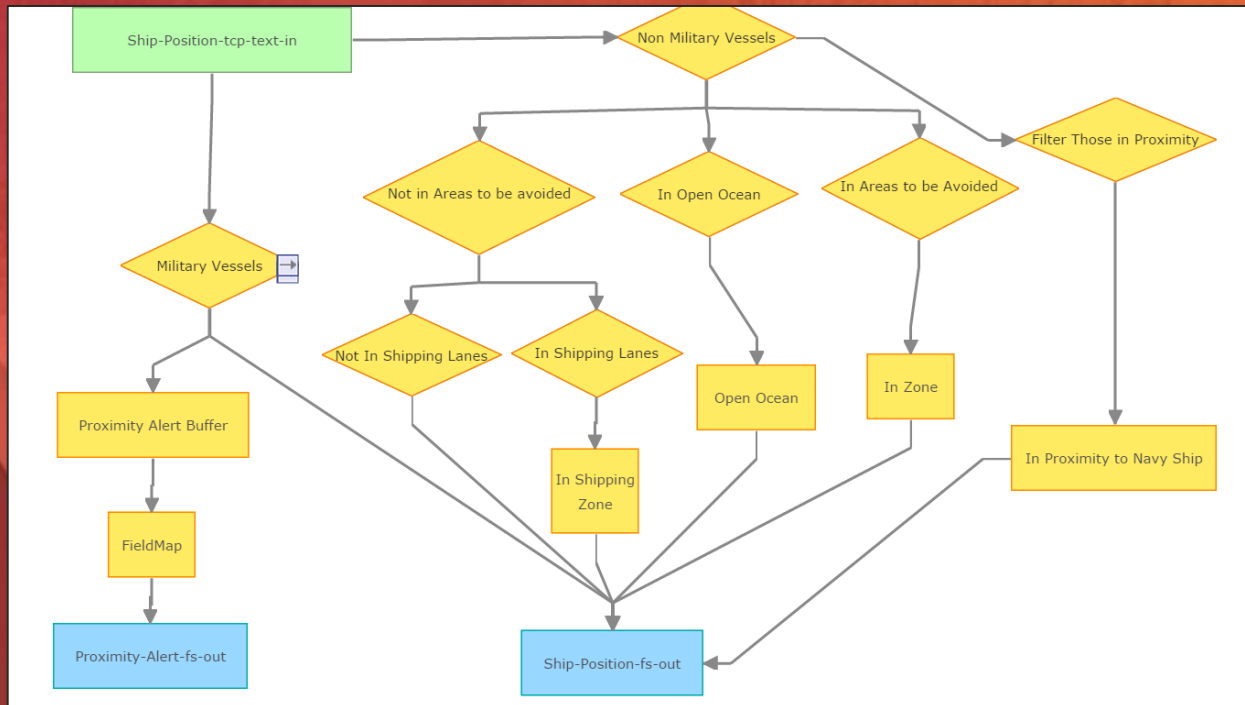 Ship-Position-tcp-text-in
Non Military Vessels
Filter Those in Proximity
Not in Areas to be avoided
In Open Ocean
In Areas to be Avoided
Military Vessels
Not In Shipping Lanes
In Shipping Lanes
Open Ocean
In Zone
Proximity Alert Buffer
In Proximity to Navy Ship
In Shipping
Zone
FieldMap
Proximity-Alert-fs-out
Ship-Position-fs-out